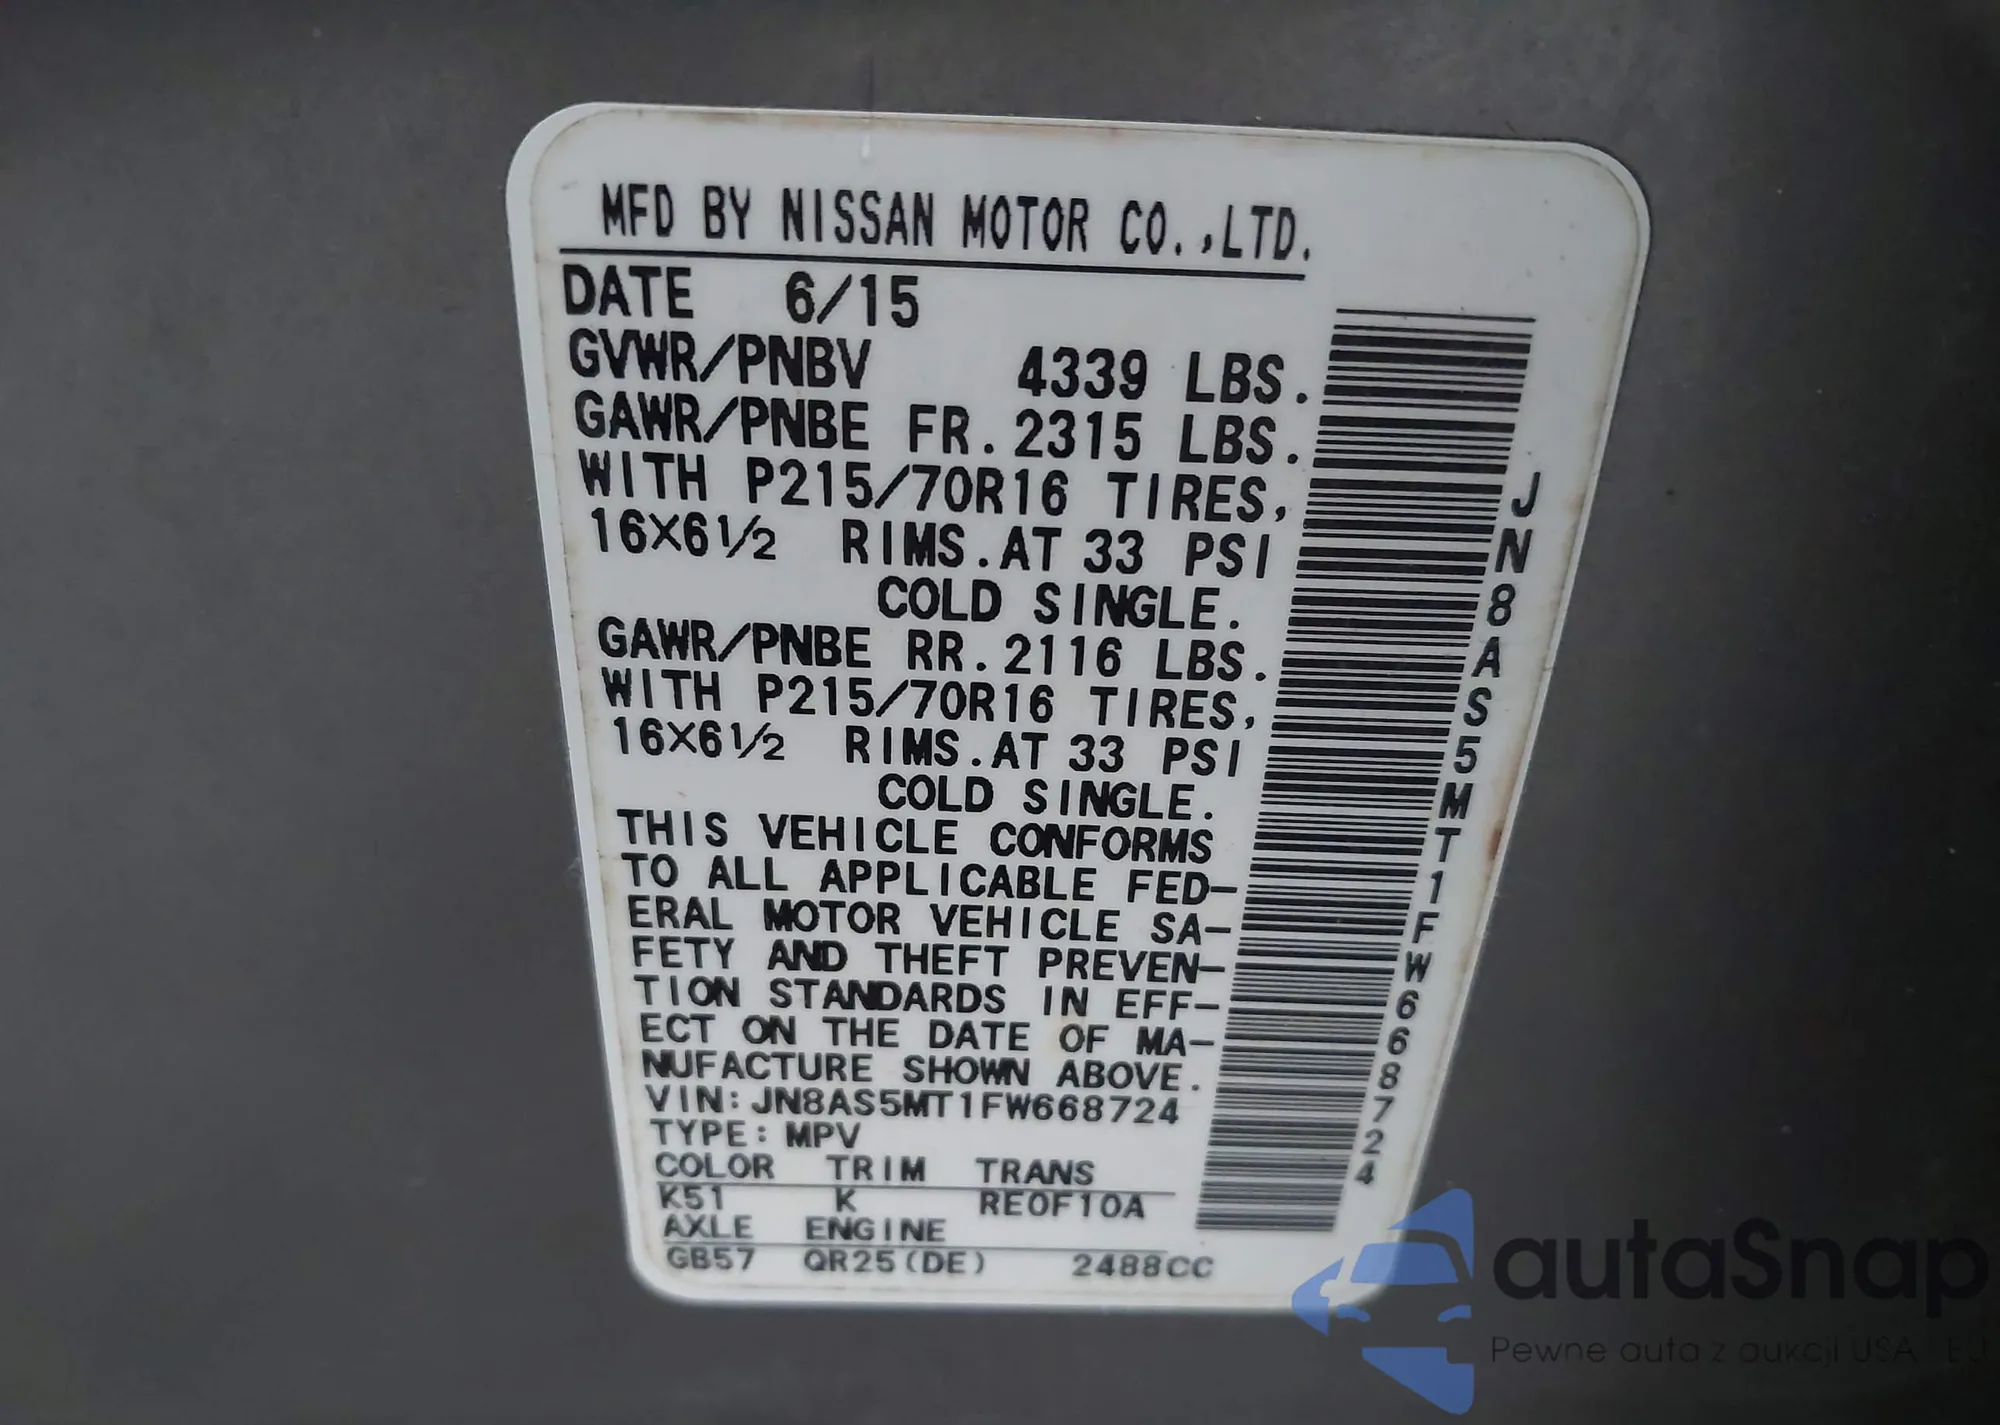 MFD BY NISSAN MOTOR CO.,LTD.
DATE 6/15
GVWR/PNBV 4339 LBS.
GAWR/PNBE FR.2315 LBS.
WITH P215/70R16 TIRES,
16X6½ RIMS.AT 33 PSI
COLD SINGLE.
GAWR/PNBE RR.2116 LBS.
WITH P215/70R16 TIRES,
16X6½ RIMS.AT 33 PSI
COLD SINGLE.
THIS VEHICLE CONFORMS
TO ALL APPLICABLE FED-
ERAL MOTOR VEHICLE SA-
FETY AND THEFT PREVEN-
TION STANDARDS IN EFF-
ECT ON THE DATE OF MA-
NUFACTURE SHOWN ABOVE.
VIN: JN8AS5MT1FW668724
TYPE: MPV
COLOR TRIM TRANS
K51 K RE0F10A
AXLE ENGINE
GB57 QR25(DE) 2488CC
JN8AS5MT1FW668724
autaSnap
Pewne auta z aukcji USA i EU